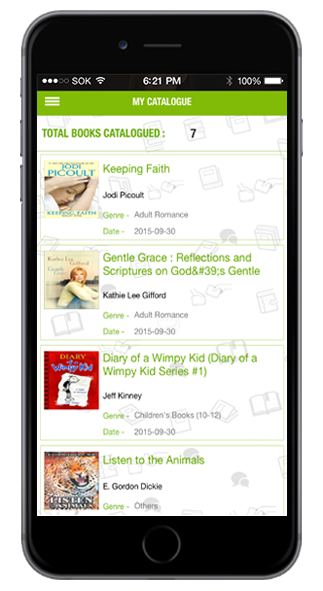 SOK 6:21 PM 100%
MY CATALOGUE
TOTAL BOOKS CATALOGUED : 7
JODI
PICOULT
KEEPING FAITH
Keeping Faith
Jodi Picoult
Genre - Adult Romance
Date - 2015-09-30
Kathie Lee
Gifford
Gentle Grace : Reflections and
Scriptures on God&#39;s Gentle
Kathie Lee Gifford
Genre - Adult Romance
Date - 2015-09-30
DIARY
of a
Wimpy Kid
Diary of a Wimpy Kid (Diary of a
Wimpy Kid Series #1)
Jeff Kinney
Genre - Children's Books (10-12)
Date - 2015-09-30
LISTEN
Listen to the Animals
E. Gordon Dickie
Genre - Others